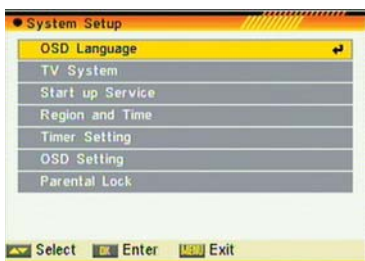 System Setup
OSD Language
TV System
Start up Service
Region and Time
Timer Setting
OSD Setting
Parental Lock
Select OK Enter MENU Exit